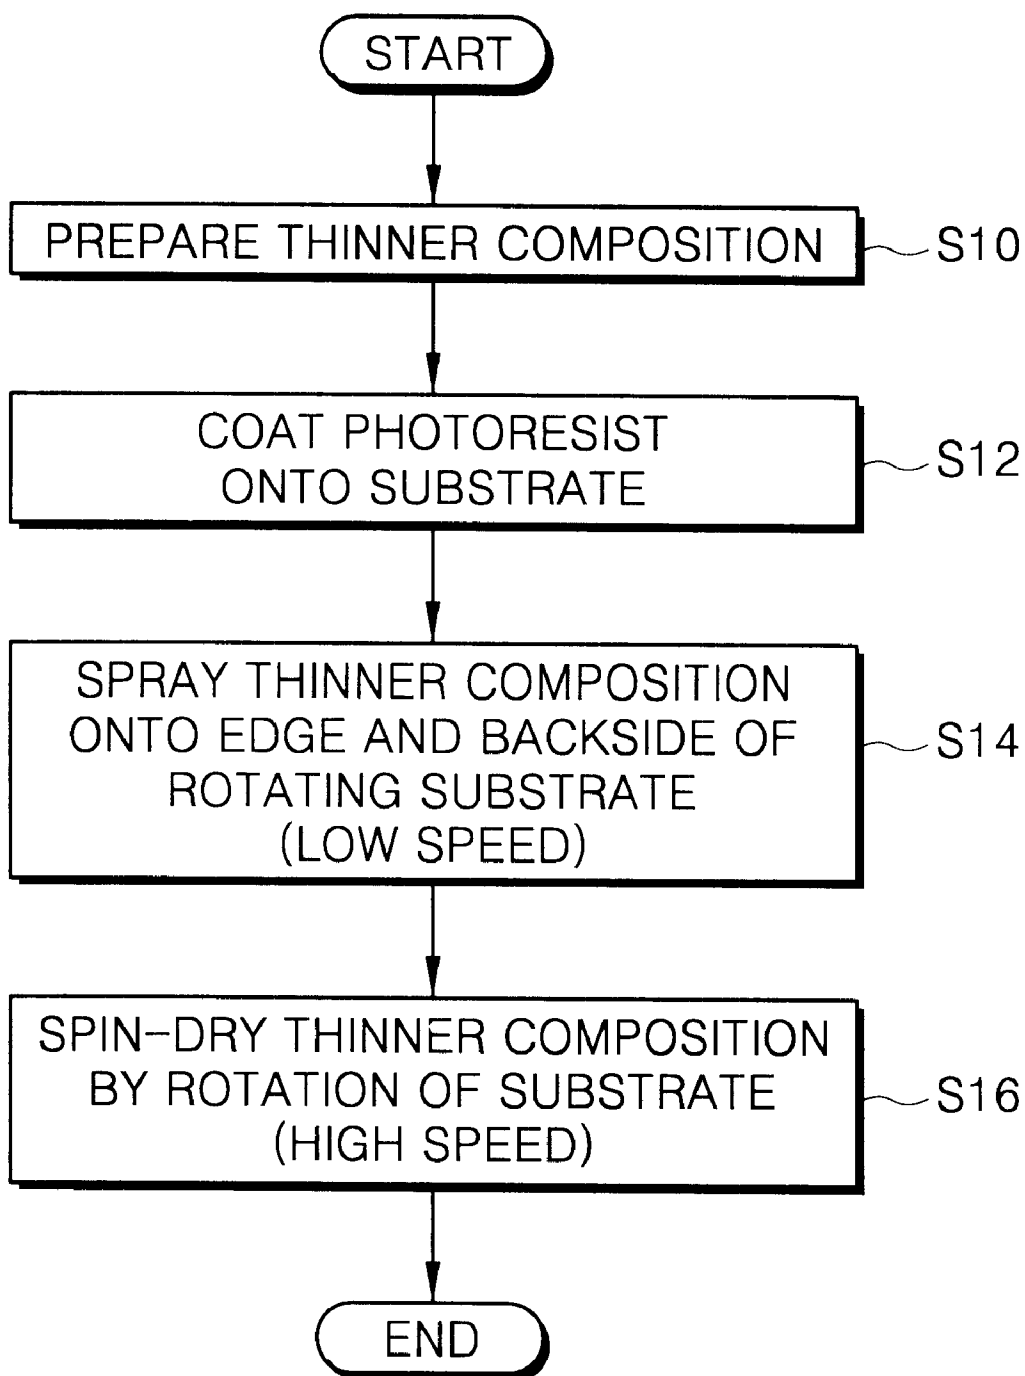 START
PREPARE THINNER COMPOSITION
S10
COAT PHOTORESIST
ONTO SUBSTRATE
S12
SPRAY THINNER COMPOSITION
ONTO EDGE AND BACKSIDE OF
ROTATING SUBSTRATE
(LOW SPEED)
S14
SPIN-DRY THINNER COMPOSITION
BY ROTATION OF SUBSTRATE
(HIGH SPEED)
S16
END